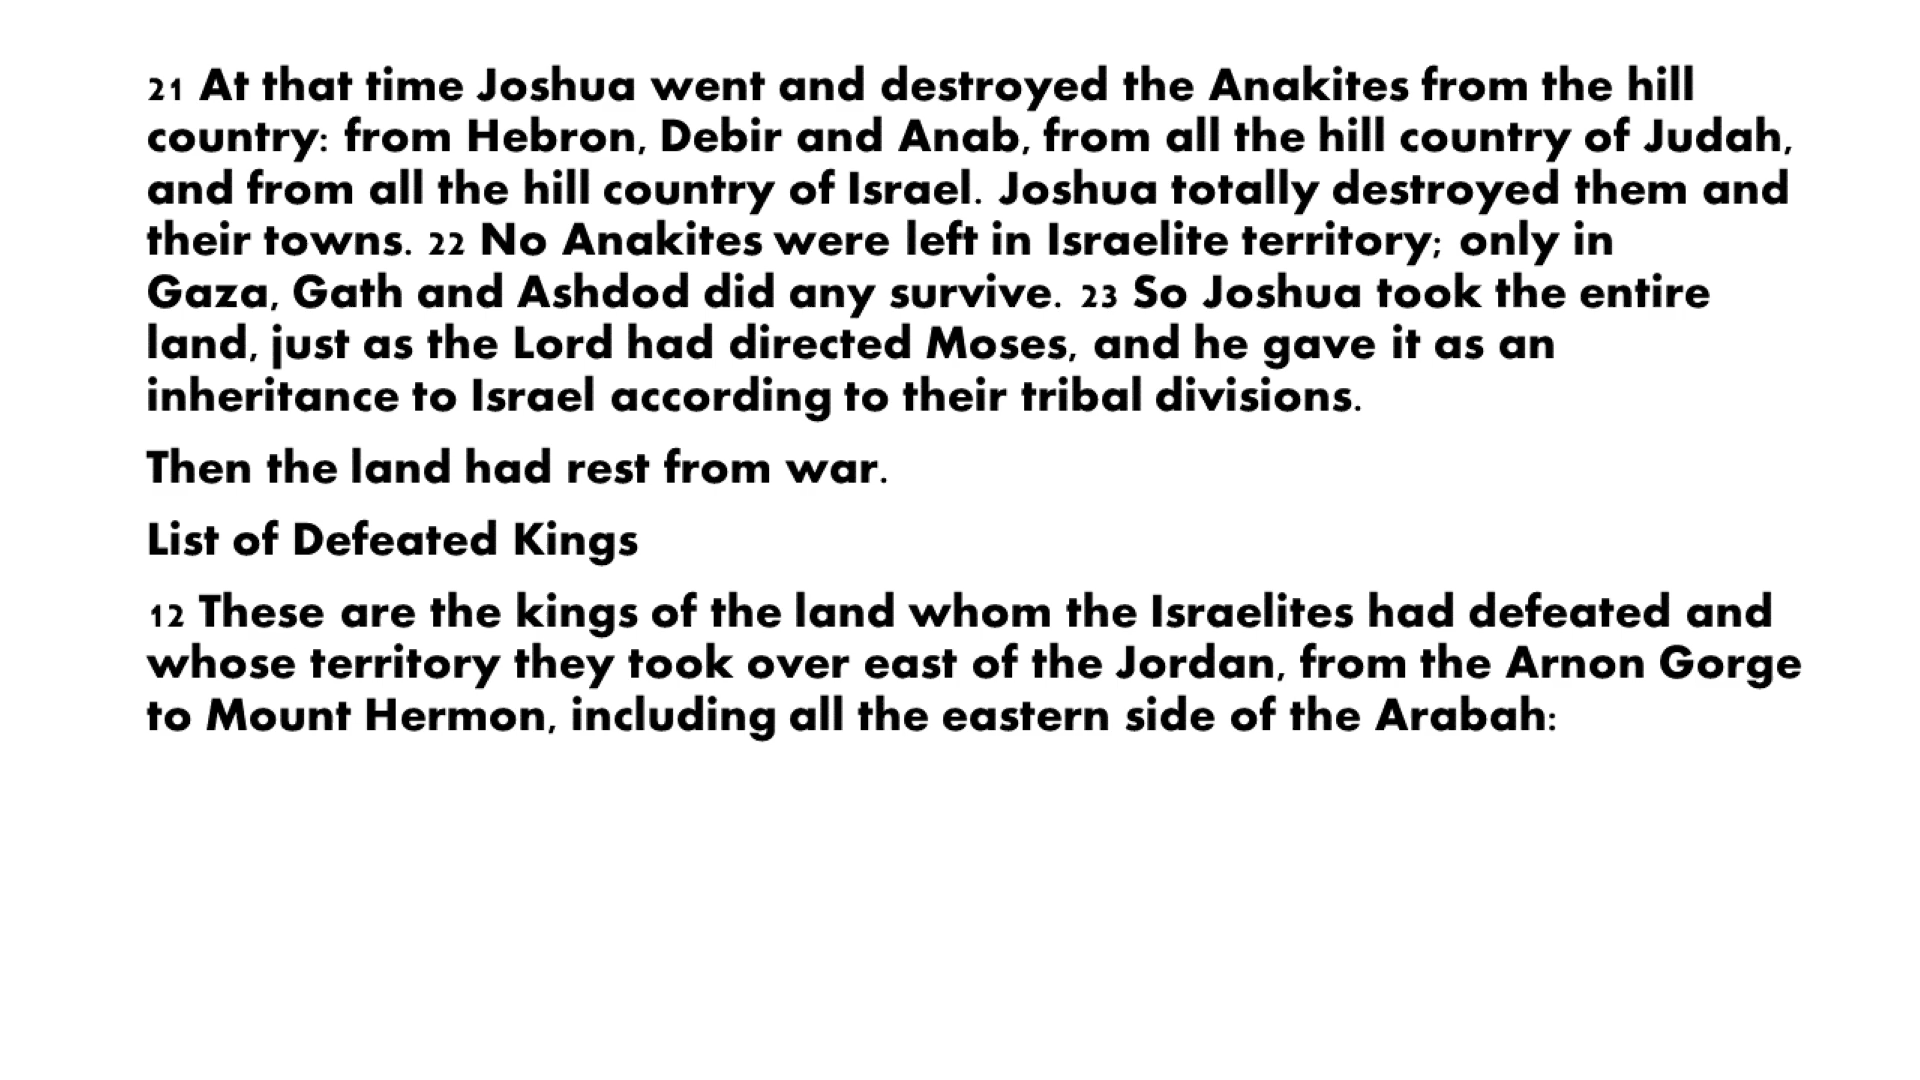 21 At that time Joshua went and destroyed the Anakites from the hill
country: from Hebron, Debir and Anab, from all the hill country of Judah,
and from all the hill country of Israel. Joshua totally destroyed them and
their towns. 22 No Anakites were left in Israelite territory; only in
Gaza, Gath and Ashdod did any survive. 23 So Joshua took the entire
land, just as the Lord had directed Moses, and he gave it as an
inheritance to Israel according to their tribal divisions.
Then the land had rest from war.
List of Defeated Kings
12 These are the kings of the land whom the Israelites had defeated and
whose territory they took over east of the Jordan, from the Arnon Gorge
to Mount Hermon, including all the eastern side of the Arabah: